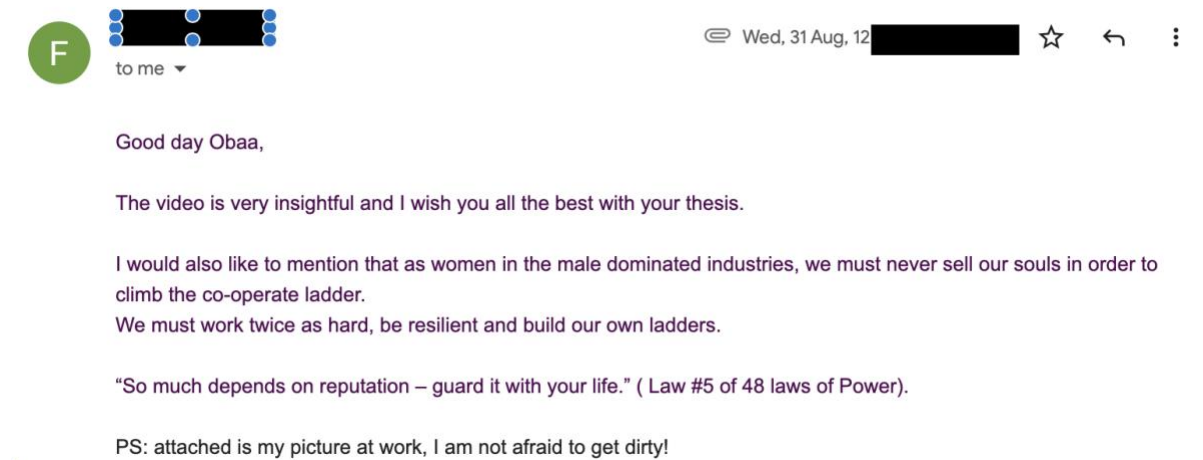 F
Wed, 31 Aug, 12
to me
Good day Obaa,
The video is very insightful and I wish you all the best with your thesis.
I would also like to mention that as women in the male dominated industries, we must never sell our souls in order to
climb the co-operate ladder.
We must work twice as hard, be resilient and build our own ladders.
“So much depends on reputation – guard it with your life.” ( Law #5 of 48 laws of Power).
PS: attached is my picture at work, I am not afraid to get dirty!